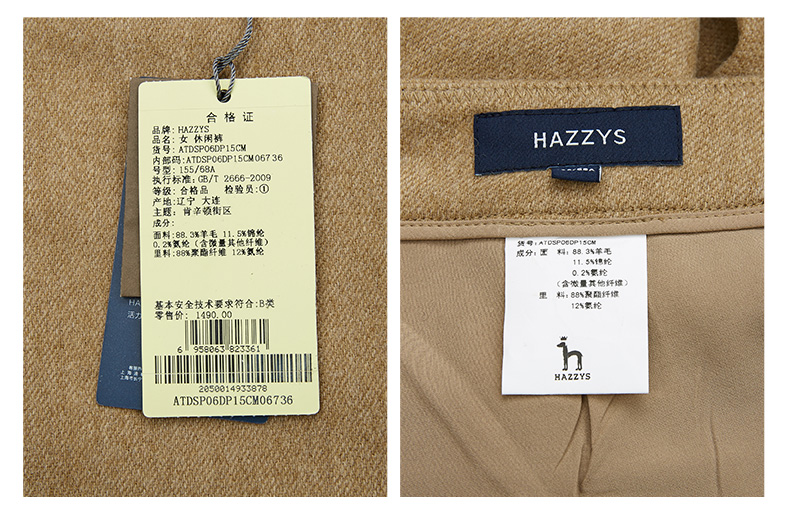 合格证
品牌: HAZZYS
品名: 女 休闲裤
货号: ATDSP06DP15CM
内部码: ATDSP06DP15CM06736
号型: 155/68A
执行标准: GB/T 2666-2009
等级: 合格品 检验员: ①
产地: 辽宁 大连
主题: 肯辛顿街区
成分:
面料: 88.3%羊毛 11.5%锦纶
0.2%氨纶 (含微量其他纤维)
里料: 88%聚酯纤维 12%氨纶
基本安全技术要求符合: B类
零售价: 1490.00
6 958063 823361
2050014933878
ATDSP06DP15CM06736
HAZ
活力
HAZZYS
货号: ATDSP06DP15CM
成分: 面 料: 88.3%羊毛
11.5%锦纶
0.2%氨纶
(含微量其他纤维)
里 料: 88%聚酯纤维
12%氨纶
HAZZYS